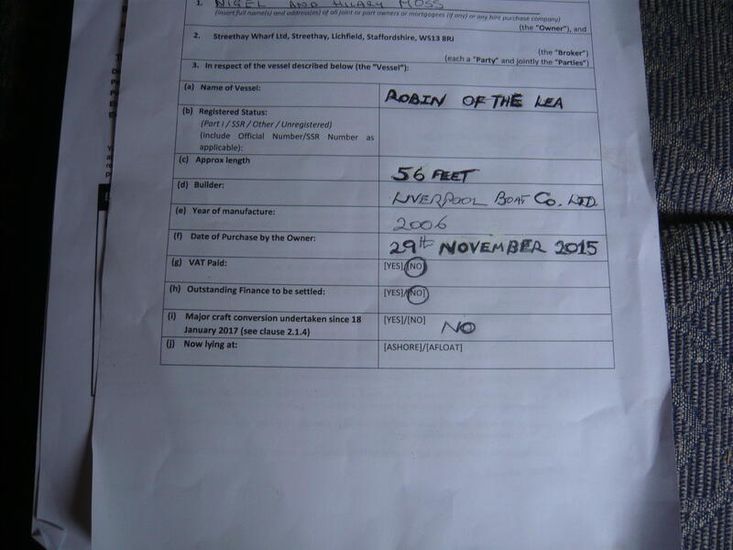 1. NIGEL AND HILARY MOSS
(insert full name(s) and address(es) of all joint or part owners or mortgagees (if any) or any hire purchase company)
(the "Owner"), and
2. Streethay Wharf Ltd, Streethay, Lichfield, Staffordshire, WS13 8RJ
(the "Broker")
(each a "Party" and jointly the "Parties")
3. In respect of the vessel described below (the "Vessel"):
(a) Name of Vessel: ROBIN OF THE LEA
(b) Registered Status:
(Part I / SSR / Other / Unregistered)
(include Official Number/SSR Number as
applicable):
(c) Approx length 56 FEET
(d) Builder: LIVERPOOL BOAT CO. LTD.
(e) Year of manufacture: 2006
(f) Date of Purchase by the Owner: 29TH NOVEMBER 2015
(g) VAT Paid: [YES]/[NO]
(h) Outstanding Finance to be settled: [YES]/[NO]
(i) Major craft conversion undertaken since 18 [YES]/[NO] NO
January 2017 (see clause 2.1.4)
(j) Now lying at: [ASHORE]/[AFLOAT]